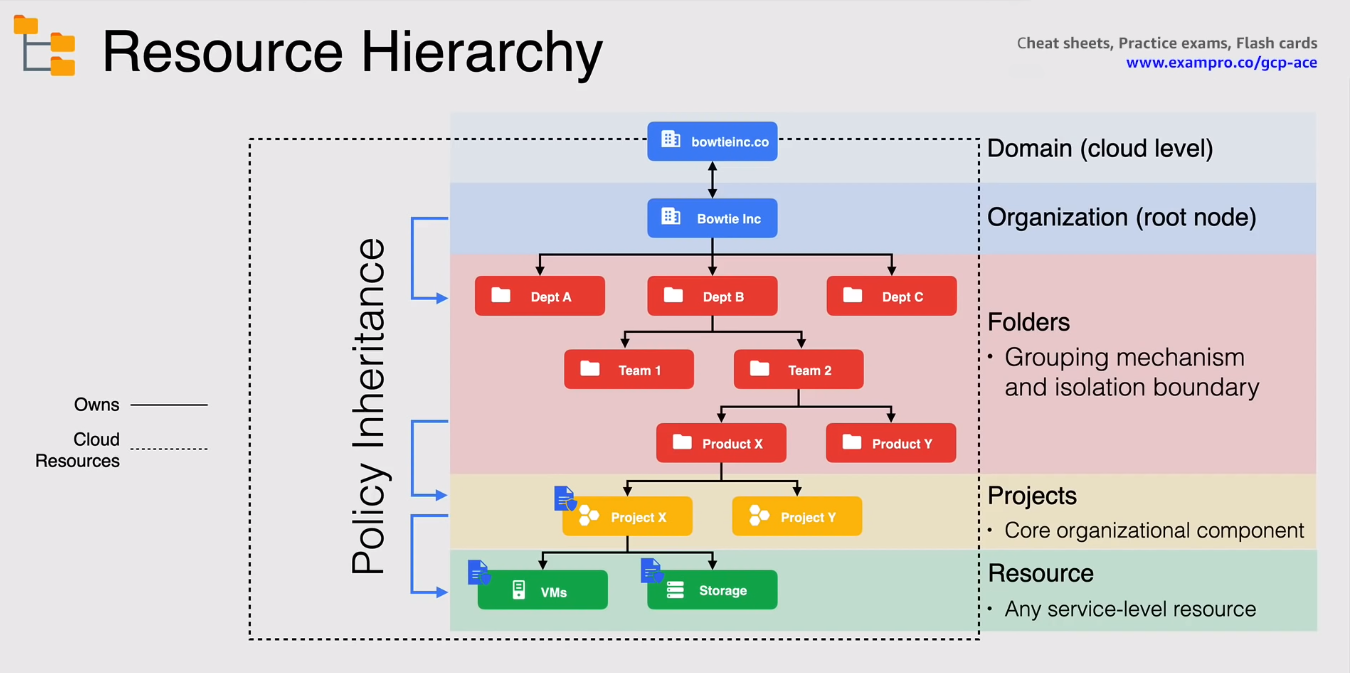 Resource Hierarchy
Cheat sheets, Practice exams, Flash cards
www.exampro.co/gcp-ace
bowtieinc.co
Domain (cloud level)
Bowtie Inc
Organization (root node)
Policy Inheritance
Dept A
Dept B
Dept C
Folders
• Grouping mechanism
and isolation boundary
Team 1
Team 2
Owns
Cloud
Resources
Product X
Product Y
Projects
• Core organizational component
Project X
Project Y
Resource
• Any service-level resource
VMs
Storage